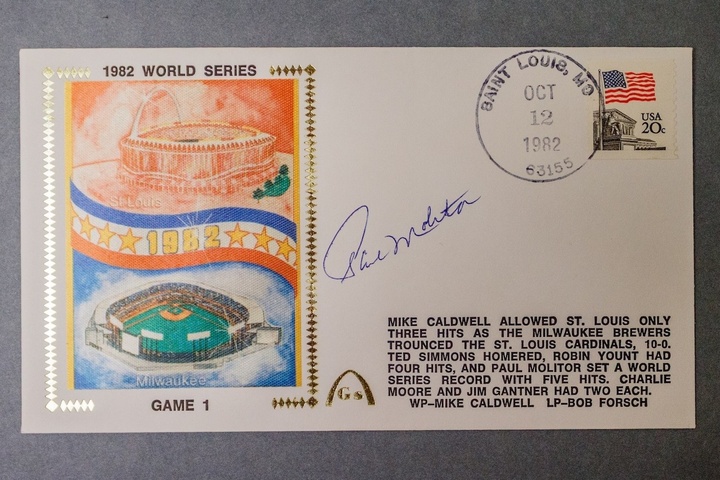 1982 WORLD SERIES
St Louis
1982
Milwaukee
GAME 1
SAINT LOUIS, MO
OCT
12
1982
63155
USA
20c
Paul Molitor
MIKE CALDWELL ALLOWED ST. LOUIS ONLY
THREE HITS AS THE MILWAUKEE BREWERS
TROUNCED THE ST. LOUIS CARDINALS, 10-0.
TED SIMMONS HOMERED, ROBIN YOUNT HAD
FOUR HITS, AND PAUL MOLITOR SET A WORLD
SERIES RECORD WITH FIVE HITS. CHARLIE
MOORE AND JIM GANTNER HAD TWO EACH.
WP-MIKE CALDWELL LP-BOB FORSCH
Gs